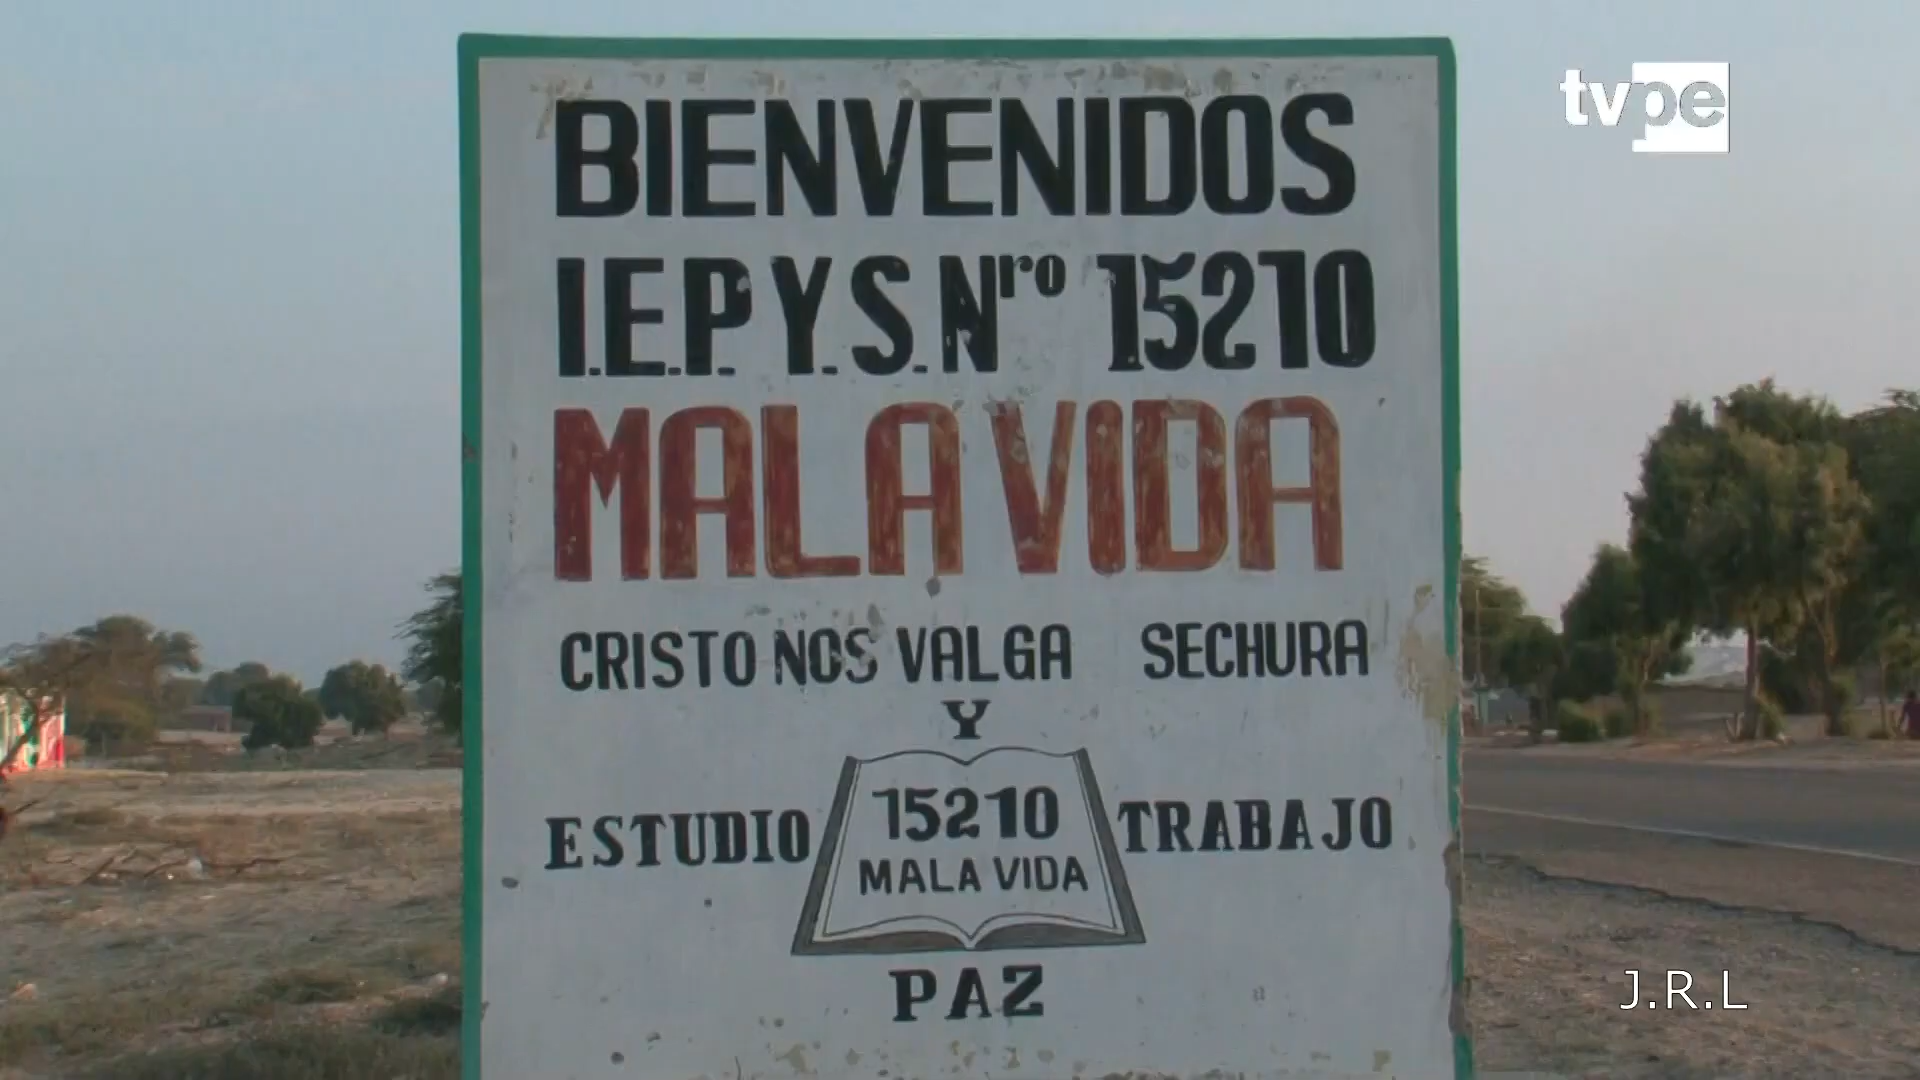 tvpe
BIENVENIDOS
I.E.P. Y.S. Nro 15210
MALA VIDA
CRISTO NOS VALGA SECHURA
Y
15210
ESTUDIO TRABAJO
MALA VIDA
PAZ
J.R.L